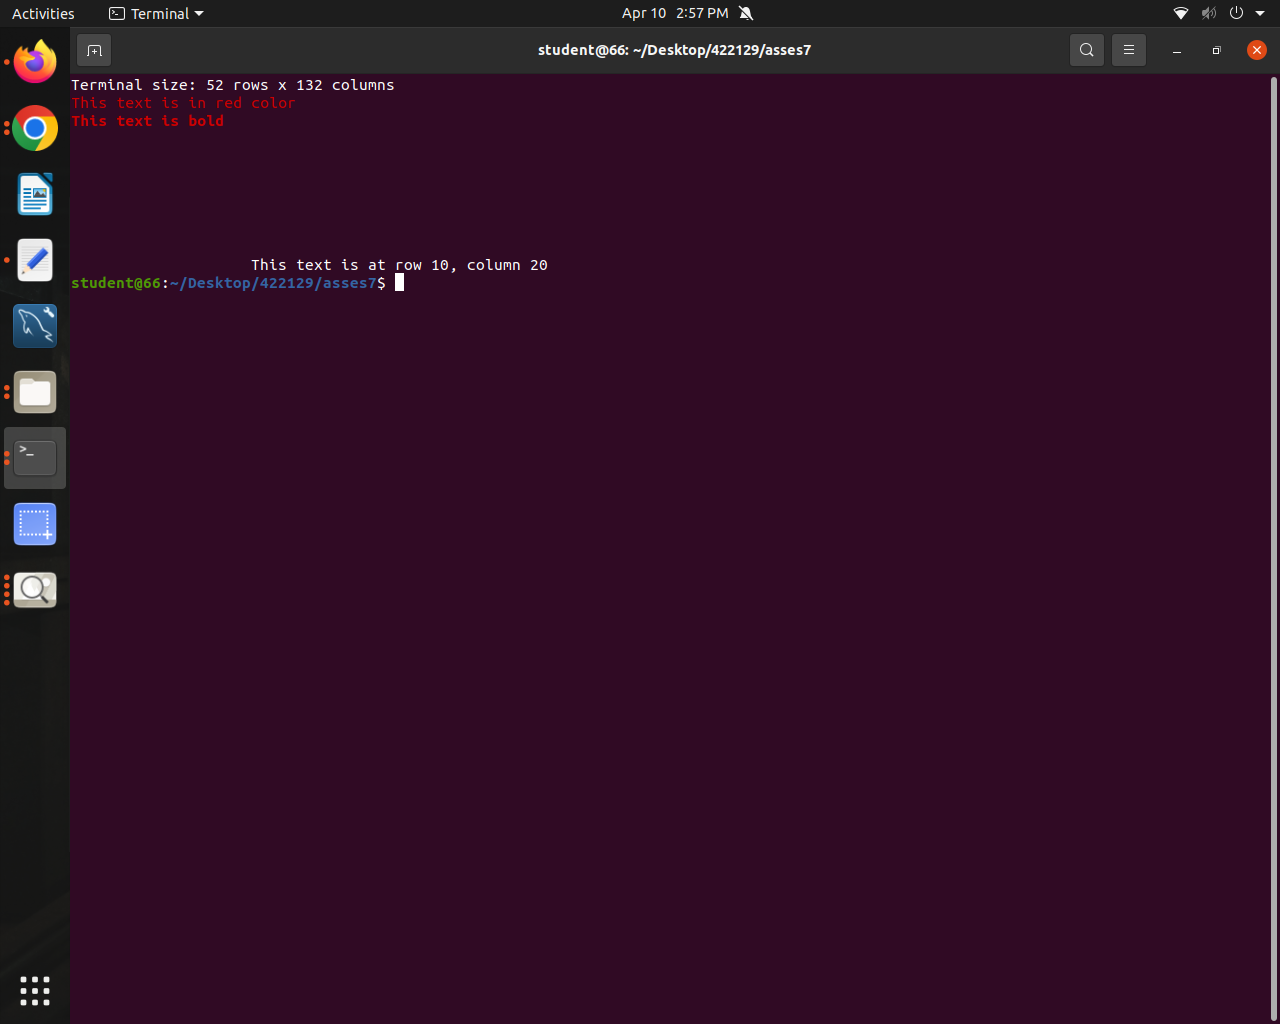 Activities Terminal Apr 10 2:57 PM
student@66: ~/Desktop/422129/asses7
Terminal size: 52 rows x 132 columns
This text is in red color
This text is bold
This text is at row 10, column 20
student@66:~/Desktop/422129/asses7$